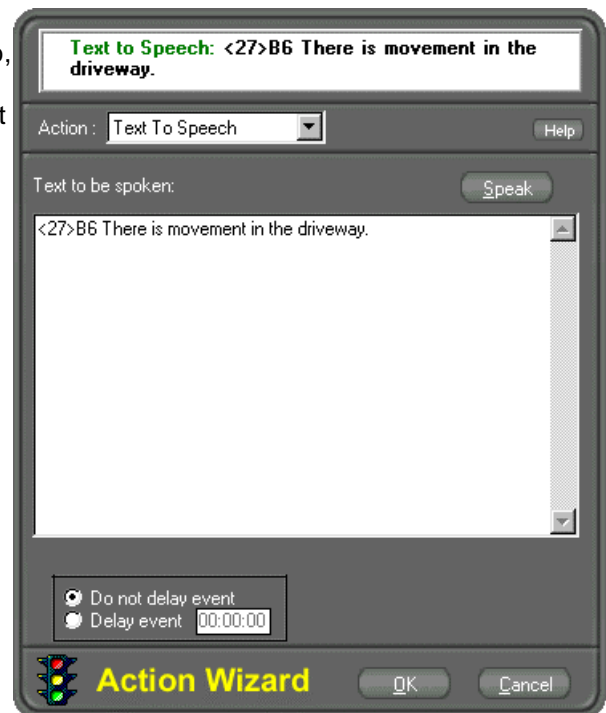 o,
t
Text to Speech: <27>B6 There is movement in the
driveway.
Action : Text To Speech
Help
Text to be spoken:
Speak
<27>B6 There is movement in the driveway.
Do not delay event
Delay event 00:00:00
Action Wizard
OK
Cancel